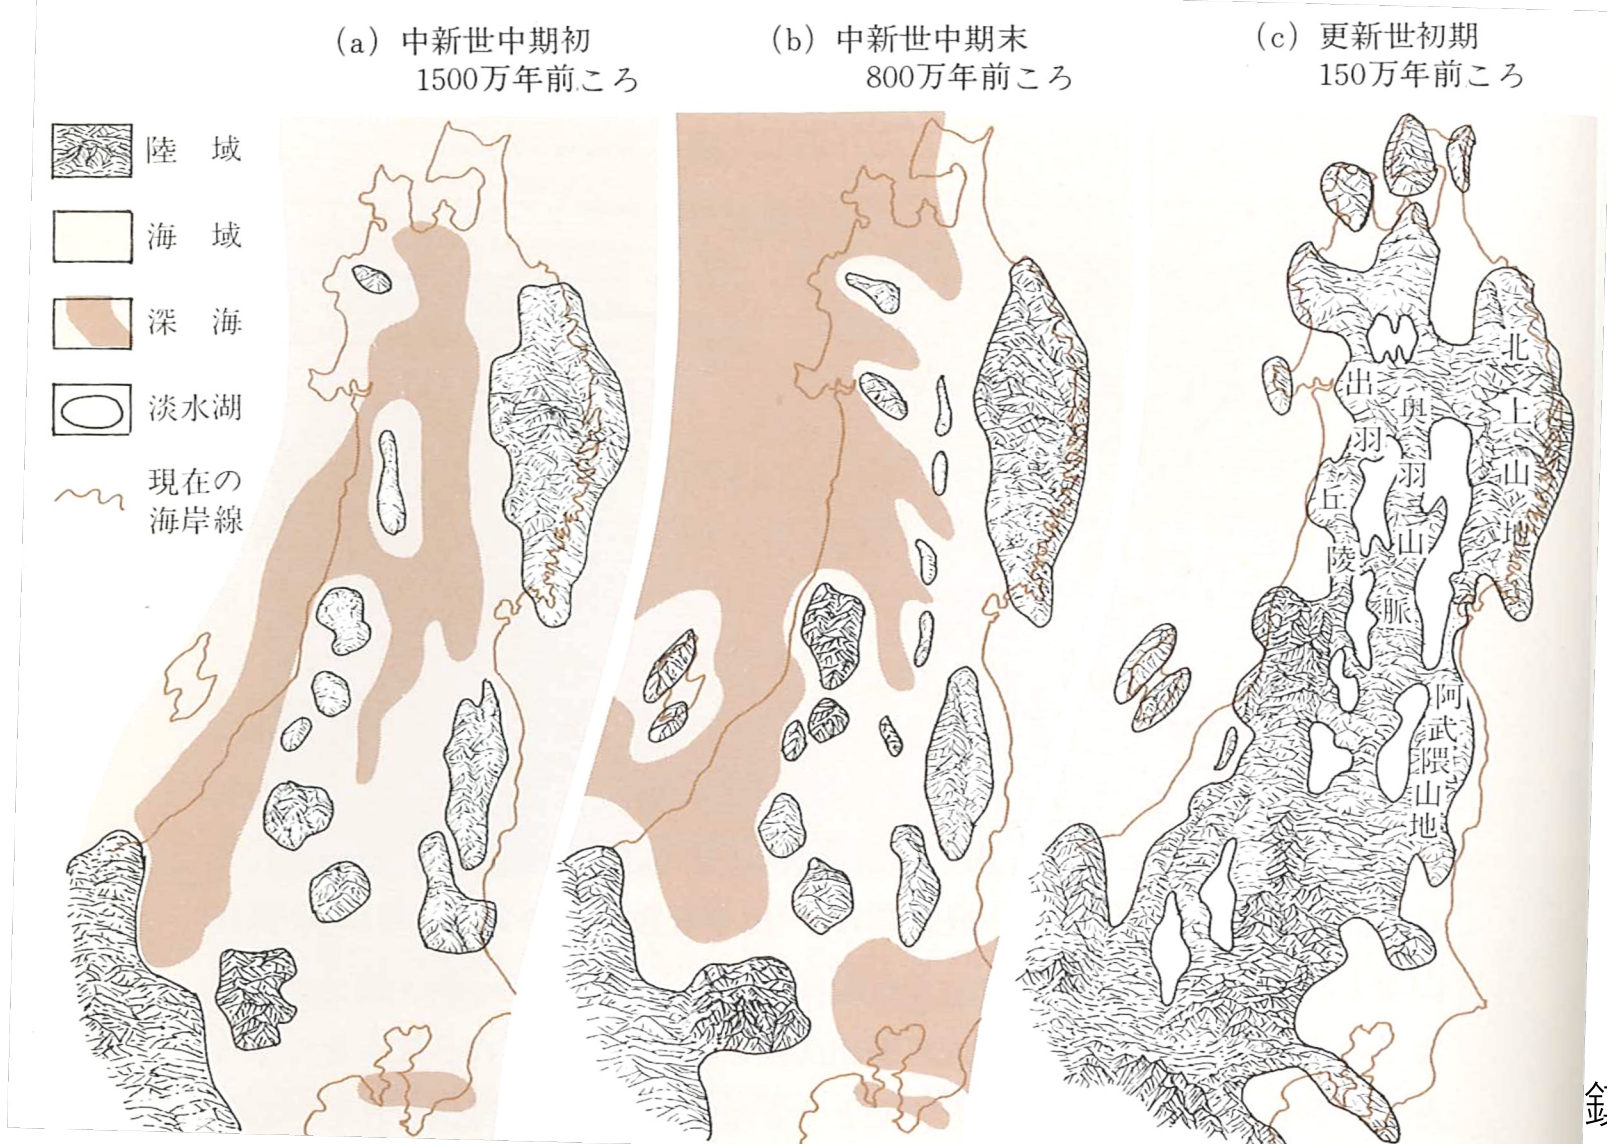 (a) 中新世中期初
1500万年前ころ
(b) 中新世中期末
800万年前ころ
(c) 更新世初期
150万年前ころ
陸域
海域
深海
淡水湖
現在の
海岸線
北上山地
出羽丘陵
奥羽山脈
阿武隈山地